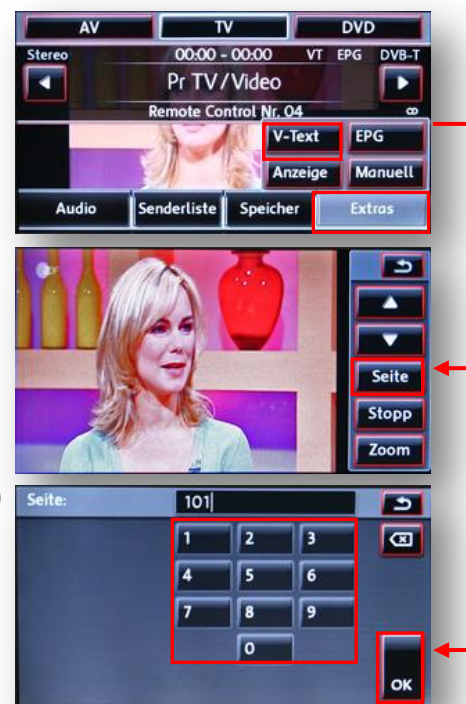 AV TV DVD
Stereo 00:00 - 00:00 VT EPG DVB-T
Pr TV/Video
Remote Control Nr. 04
V-Text EPG
Anzeige Manuell
Audio Senderliste Speicher Extras
Seite
Stopp
Zoom
Seite: 101
1 2 3
4 5 6
7 8 9
0
OK